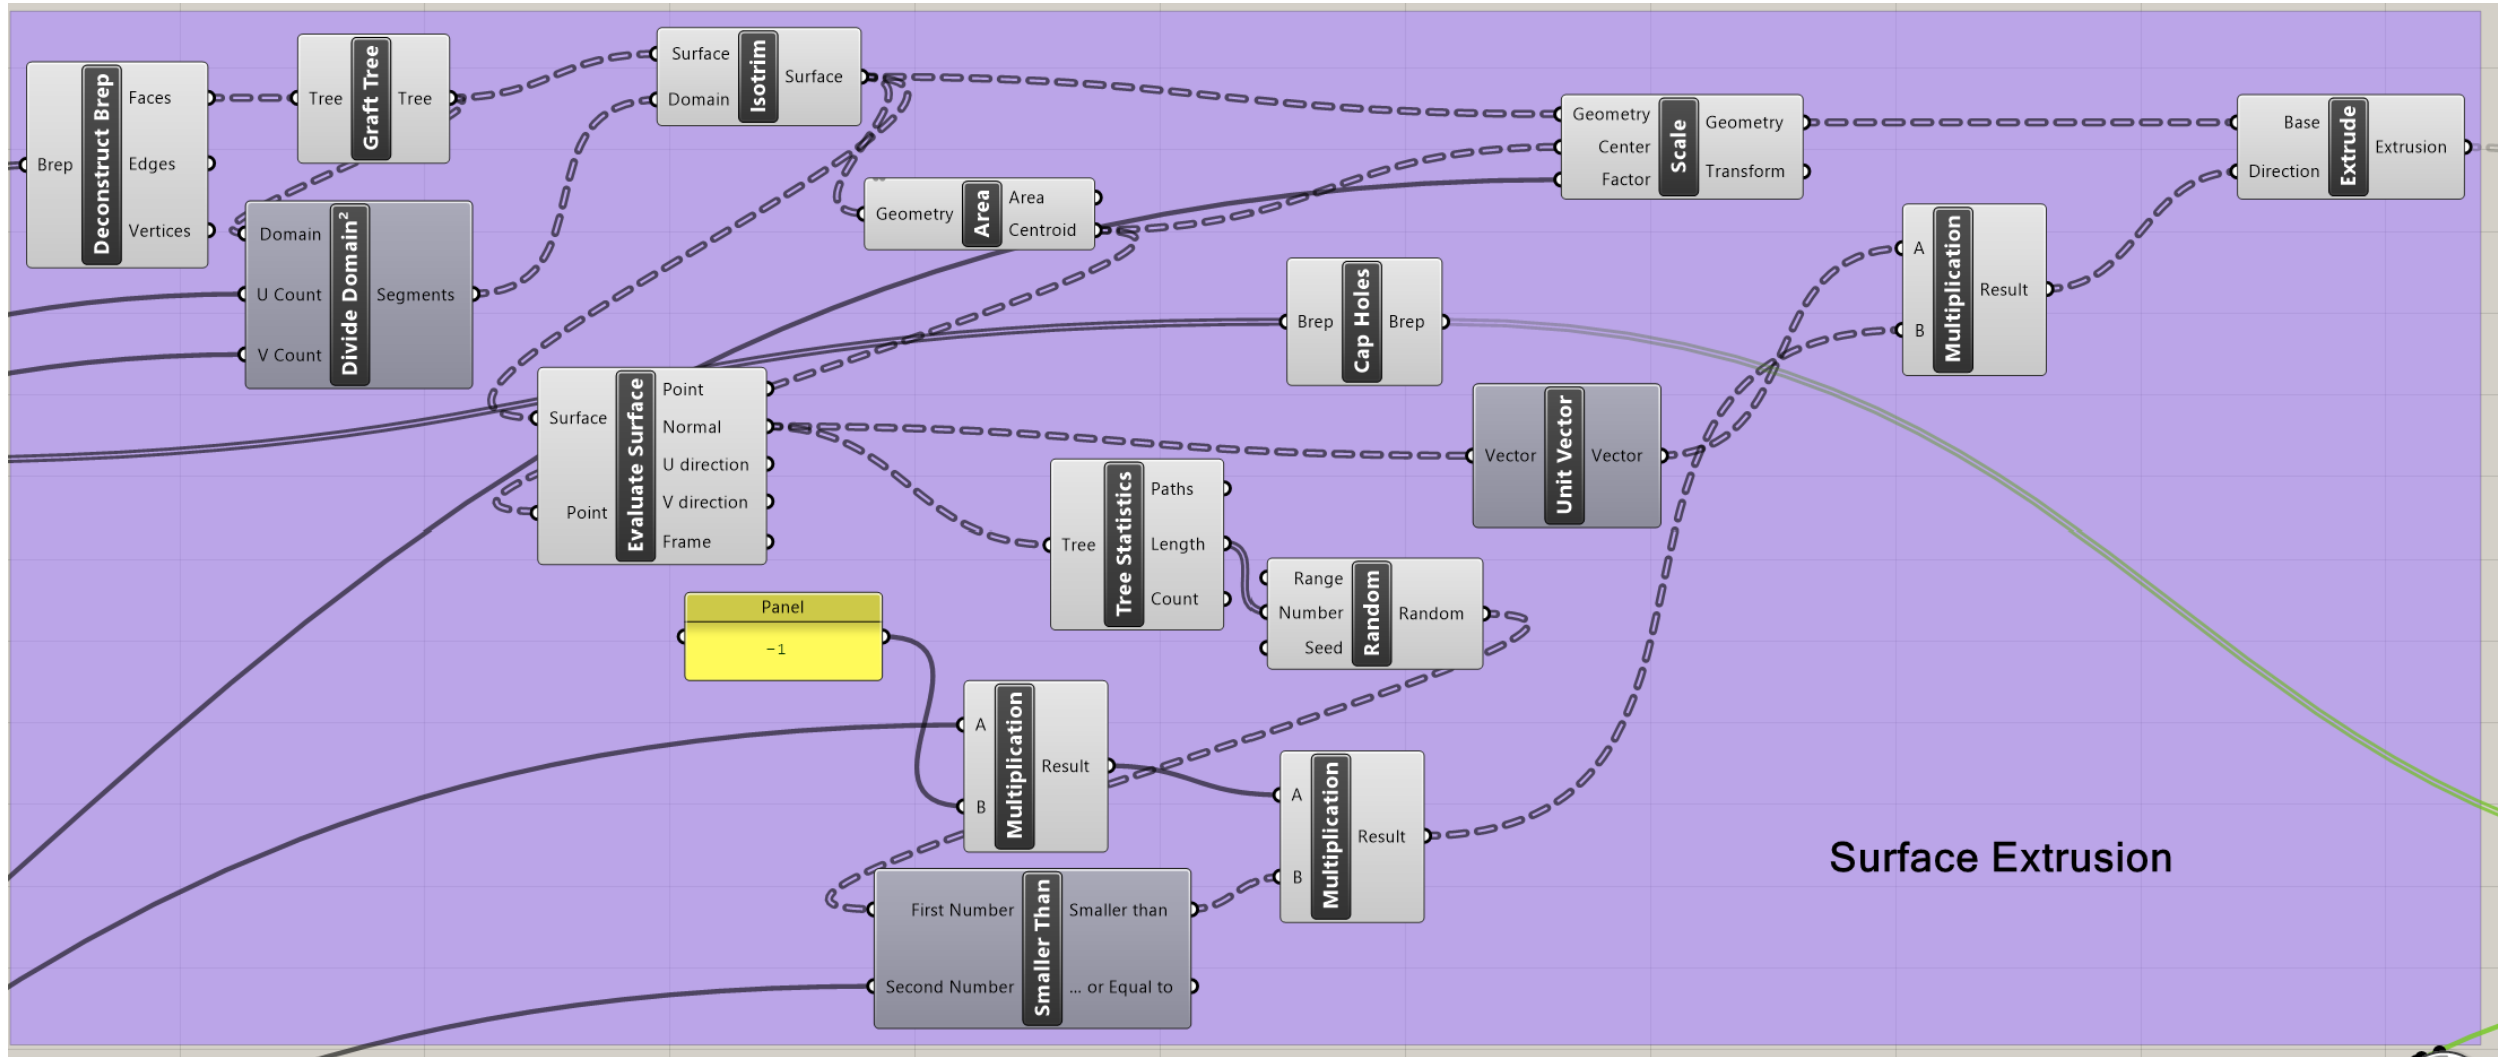 Deconstruct Brep
Brep
Faces
Edges
Vertices
Graft Tree
Tree
Tree
Divide Domain²
Domain
U Count
V Count
Segments
Isotrim
Surface
Domain
Surface
Area
Geometry
Area
Centroid
Evaluate Surface
Surface
Point
Point
Normal
U direction
V direction
Frame
Cap Holes
Brep
Brep
Scale
Geometry
Center
Factor
Geometry
Transform
Extrude
Base
Direction
Extrusion
Multiplication
A
B
Result
Unit Vector
Vector
Vector
Tree Statistics
Tree
Paths
Length
Count
Random
Range
Number
Seed
Random
Panel
-1
Multiplication
A
B
Result
Multiplication
A
B
Result
Smaller Than
First Number
Second Number
Smaller than
... or Equal to
Surface Extrusion